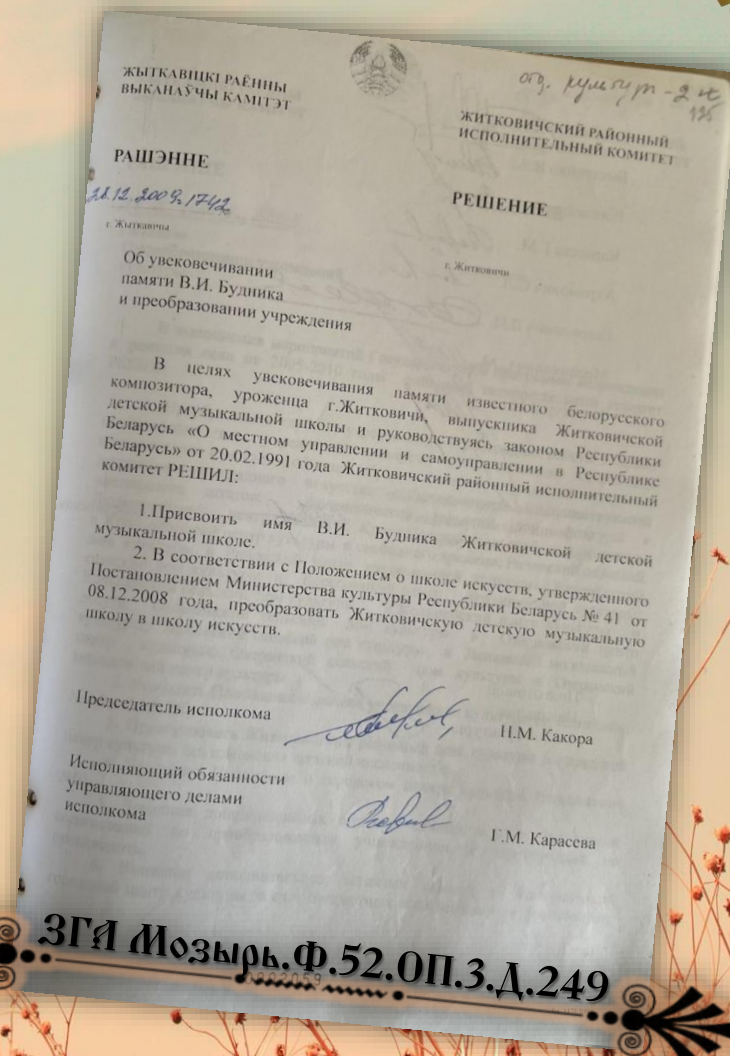 отд. культуры - 2 н
195
ЖЫТКАВІЦКІ РАЁННЫ
ВЫКАНАЎЧЫ КАМІТЭТ
ЖИТКОВИЧСКИЙ РАЙОННЫЙ
ИСПОЛНИТЕЛЬНЫЙ КОМИТЕТ
РАШЭННЕ
РЕШЕНИЕ
28.12.2009 1742
г. Жыткавічы
г. Житковичи
Об увековечивании
памяти В.И. Будника
и преобразовании учреждения
В целях увековечивания памяти известного белорусского
композитора, уроженца г.Житковичи, выпускника Житковичской
детской музыкальной школы и руководствуясь законом Республики
Беларусь «О местном управлении и самоуправлении в Республике
Беларусь» от 20.02.1991 года Житковичский районный исполнительный
комитет РЕШИЛ:
1.Присвоить имя В.И. Будника Житковичской детской
музыкальной школе.
2. В соответствии с Положением о школе искусств, утвержденного
Постановлением Министерства культуры Республики Беларусь № 41 от
08.12.2008 года, преобразовать Житковичскую детскую музыкальную
школу в школу искусств.
Председатель исполкома
Н.М. Какора
Исполняющий обязанности
управляющего делами
исполкома
Г.М. Карасева
ЗГА Мозырь.Ф.52.ОП.3.Д.249